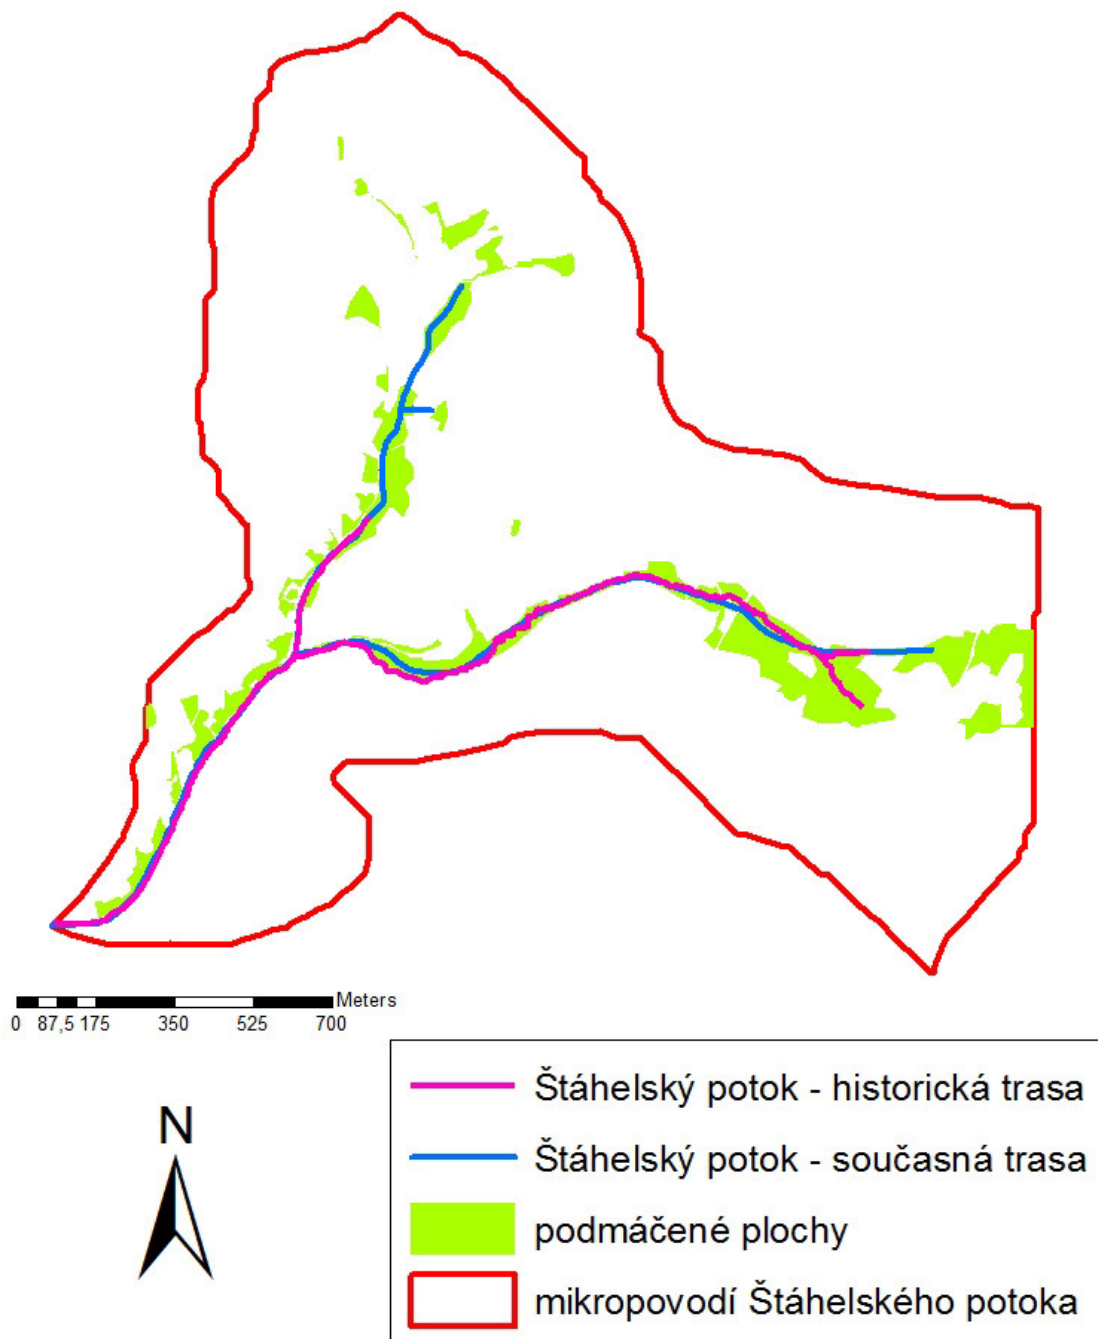 Meters
0 87,5 175 350 525 700
N
Štáhelský potok - historická trasa
Štáhelský potok - současná trasa
podmáčené plochy
mikropovodí Štáhelského potoka